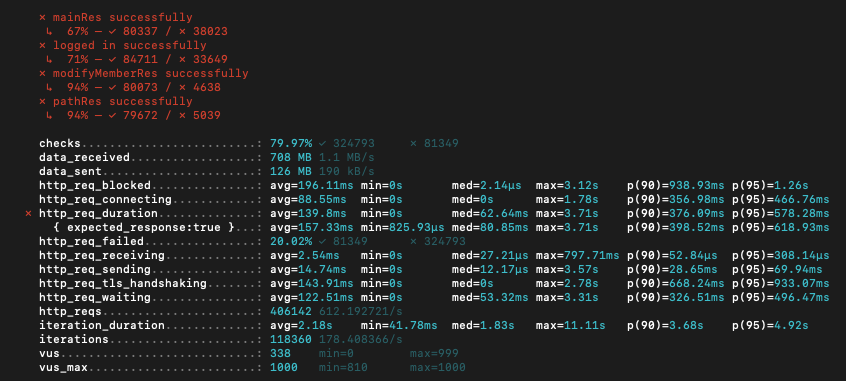 ✗ mainRes successfully
↳  67% — ✓ 80337 / ✗ 38023
✗ logged in successfully
↳  71% — ✓ 84711 / ✗ 33649
✗ modifyMemberRes successfully
↳  94% — ✓ 80073 / ✗ 4638
✗ pathRes successfully
↳  94% — ✓ 79672 / ✗ 5039
checks.........................: 79.97% ✓ 324793 ✗ 81349
data_received..................: 708 MB 1.1 MB/s
data_sent......................: 126 MB 190 kB/s
http_req_blocked...............: avg=196.11ms min=0s med=2.14µs max=3.12s p(90)=938.93ms p(95)=1.26s
http_req_connecting............: avg=88.55ms min=0s med=0s max=1.78s p(90)=356.98ms p(95)=466.76ms
✗ http_req_duration..............: avg=139.8ms min=0s med=62.64ms max=3.71s p(90)=376.09ms p(95)=578.28ms
{ expected_response:true }...: avg=157.33ms min=825.93µs med=80.85ms max=3.71s p(90)=398.52ms p(95)=618.93ms
http_req_failed................: 20.02% ✓ 81349 ✗ 324793
http_req_receiving.............: avg=2.54ms min=0s med=27.21µs max=797.71ms p(90)=52.84µs p(95)=308.14µs
http_req_sending...............: avg=14.74ms min=0s med=12.17µs max=3.57s p(90)=28.65ms p(95)=69.94ms
http_req_tls_handshaking.......: avg=143.91ms min=0s med=0s max=2.78s p(90)=668.24ms p(95)=933.07ms
http_req_waiting...............: avg=122.51ms min=0s med=53.32ms max=3.31s p(90)=326.51ms p(95)=496.47ms
http_reqs......................: 406142 612.192721/s
iteration_duration.............: avg=2.18s min=41.78ms med=1.83s max=11.11s p(90)=3.68s p(95)=4.92s
iterations.....................: 118360 178.408366/s
vus............................: 338 min=0 max=999
vus_max........................: 1000 min=810 max=1000